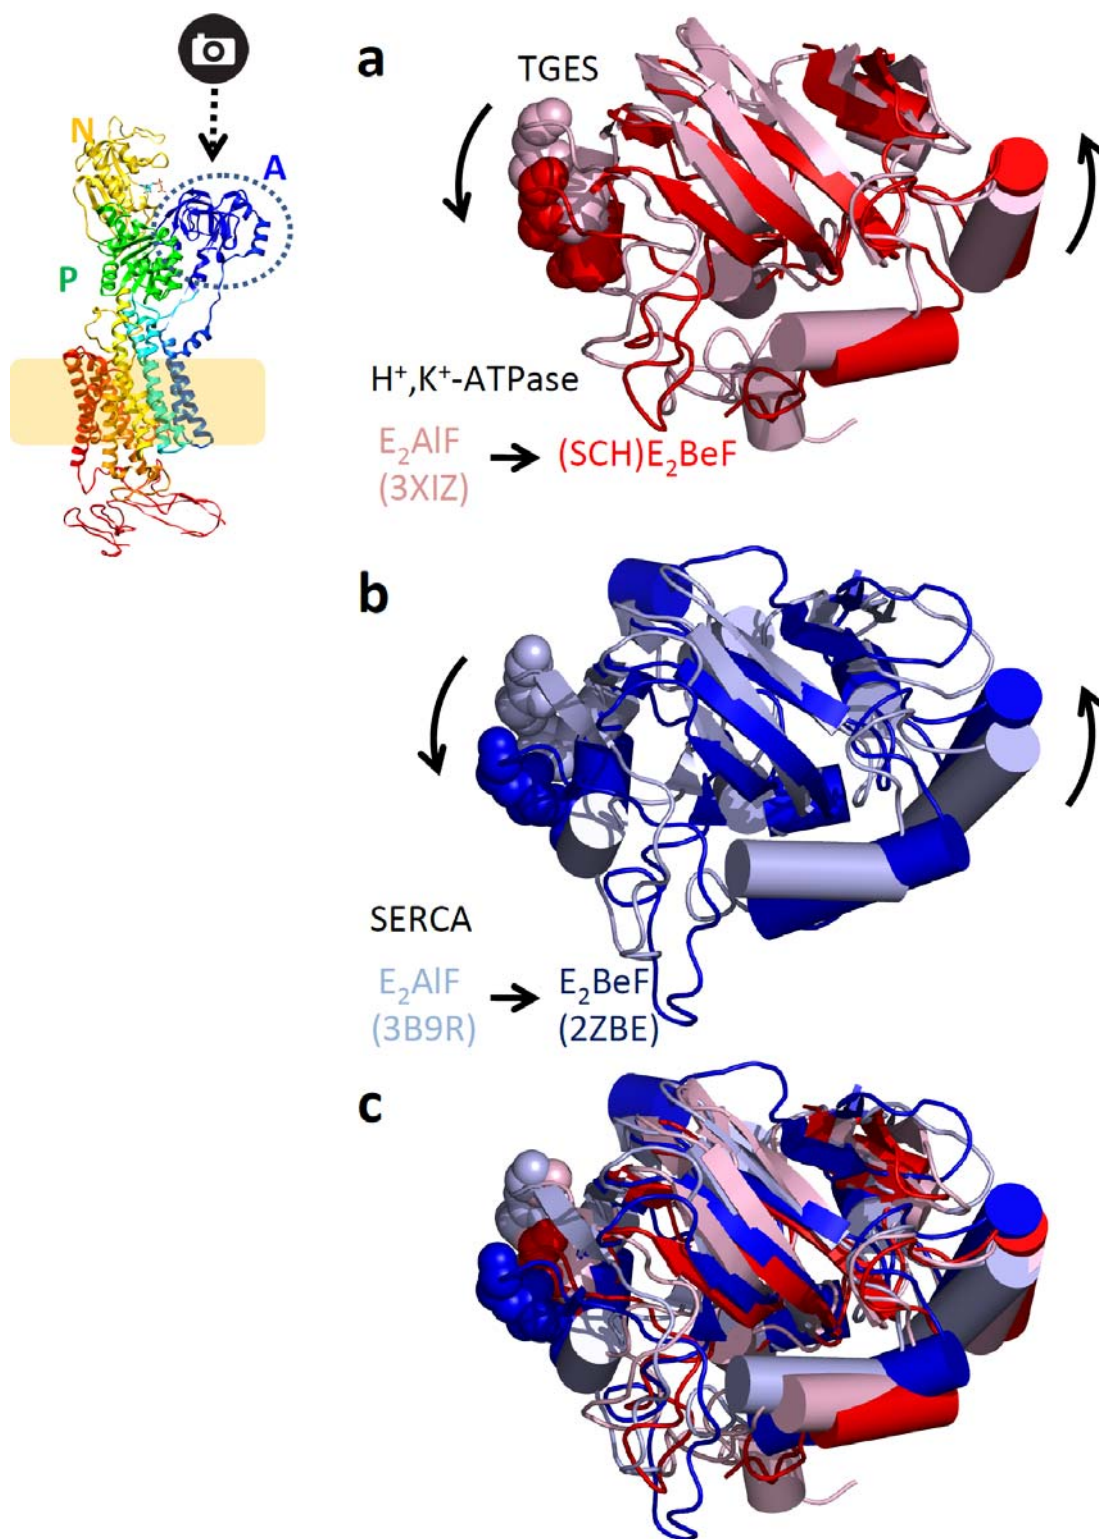 N
A
P
a
TGES
H⁺,K⁺-ATPase
E₂AlF → (SCH)E₂BeF
(3XIZ)
b
SERCA
E₂AlF → E₂BeF
(3B9R) (2ZBE)
c